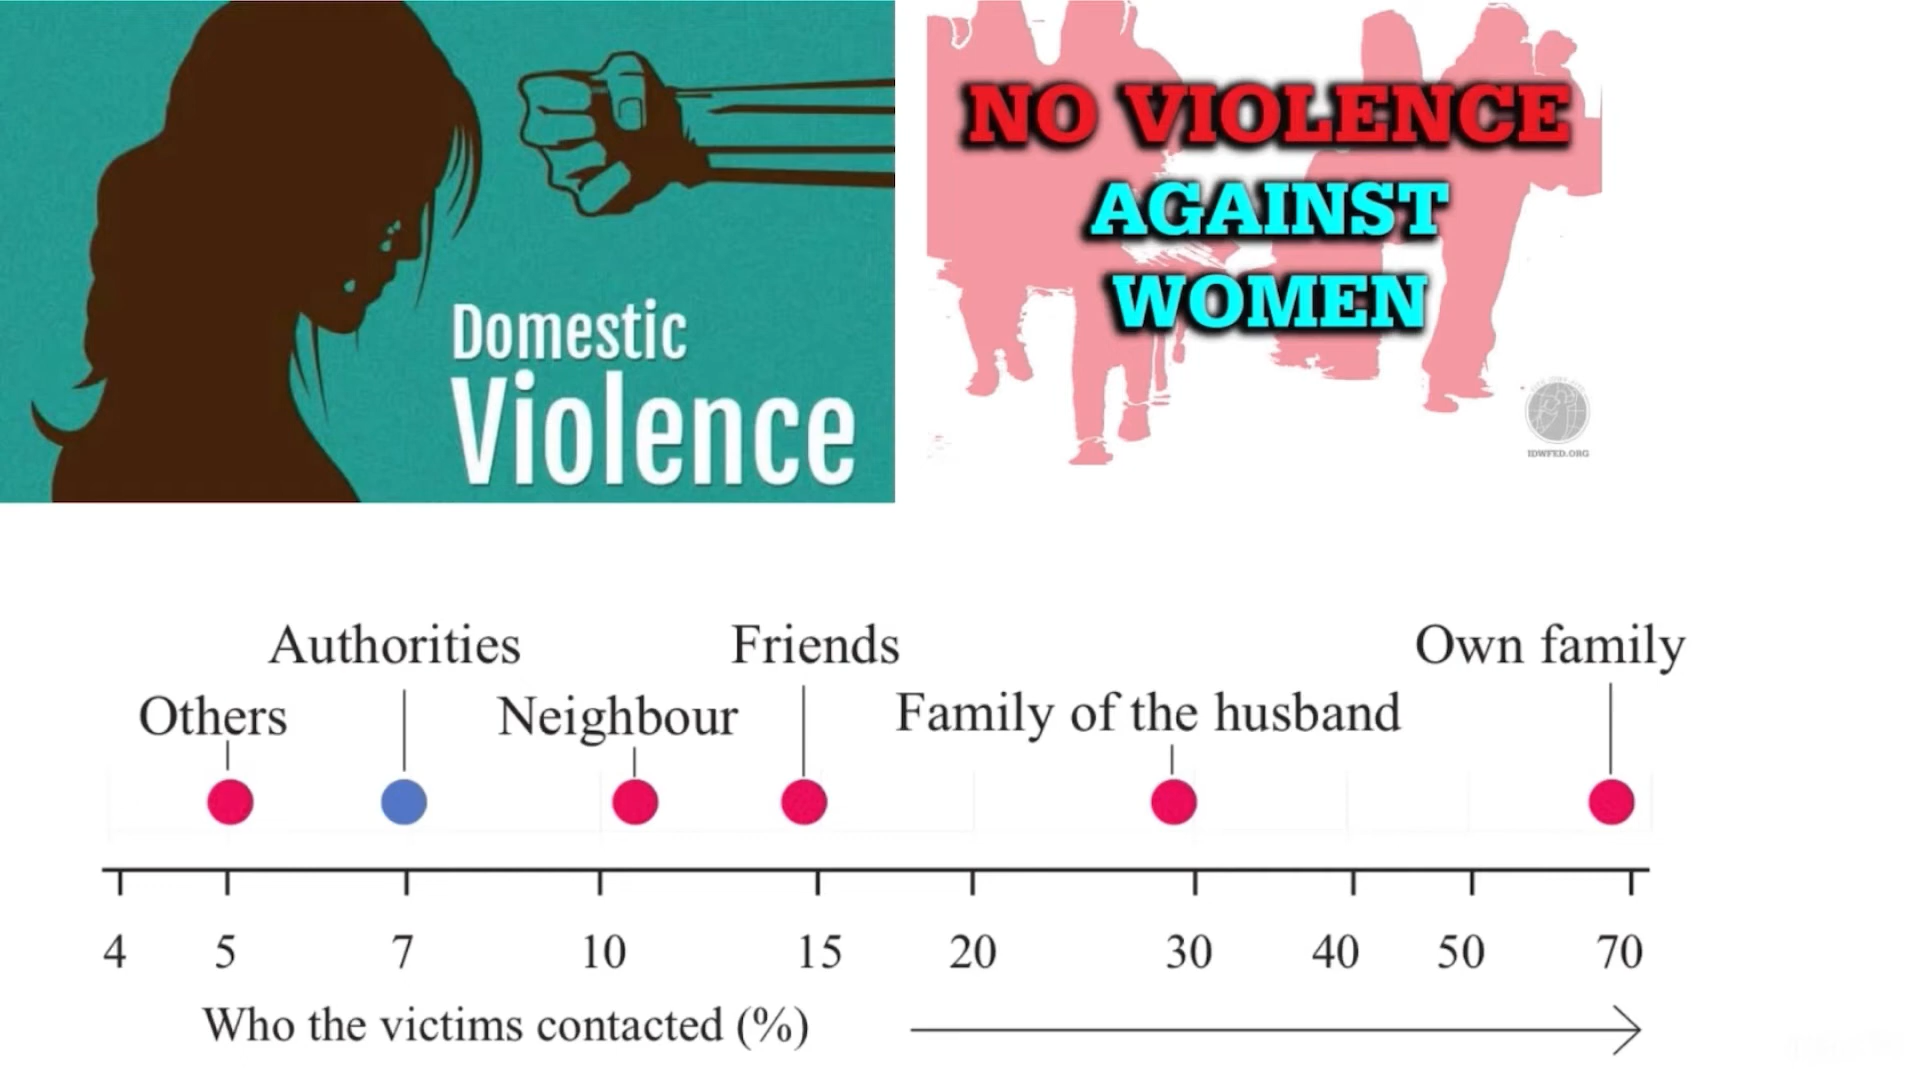 Domestic
Violence
NO VIOLENCE
AGAINST
WOMEN
IDWFED.ORG
Authorities
Friends
Own family
Others
Neighbour
Family of the husband
4 5 7 10 15 20 30 40 50 70
Who the victims contacted (%)